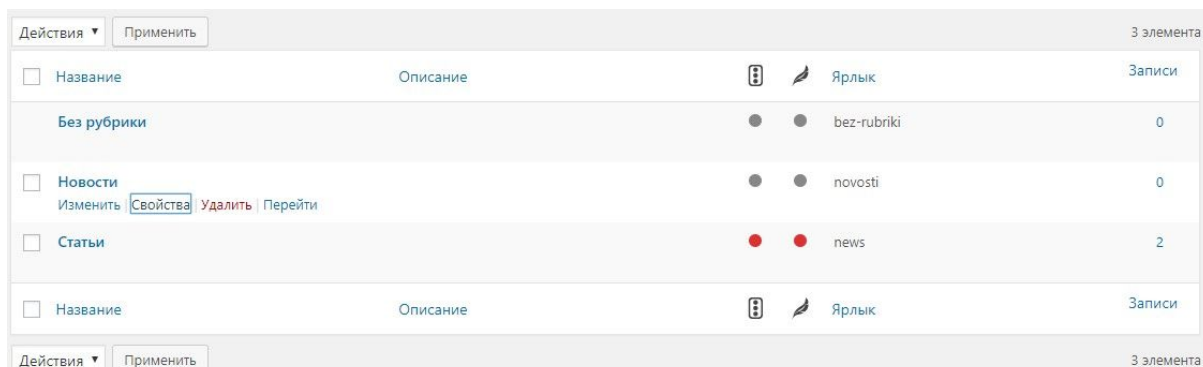 Действия ▼ Применить 3 элемента
Название Описание Ярлык Записи
Без рубрики bez-rubriki 0
Новости novosti 0
Изменить | Свойства | Удалить | Перейти
Статьи news 2
Название Описание Ярлык Записи
Действия ▼ Применить 3 элемента